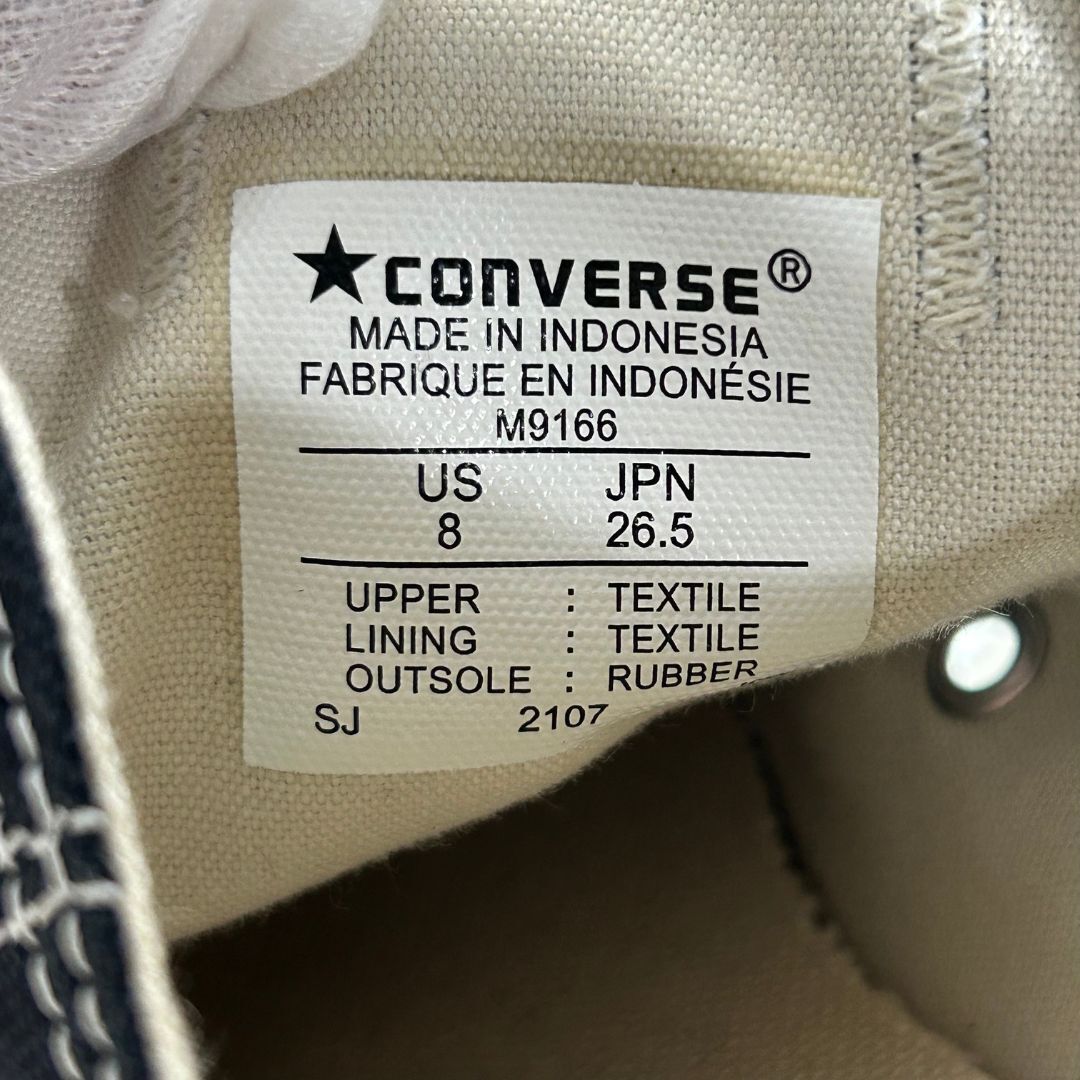 ★CONVERSE®
MADE IN INDONESIA
FABRIQUE EN INDONÉSIE
M9166
US JPN
8 26.5
UPPER : TEXTILE
LINING : TEXTILE
OUTSOLE : RUBBER
SJ 2107